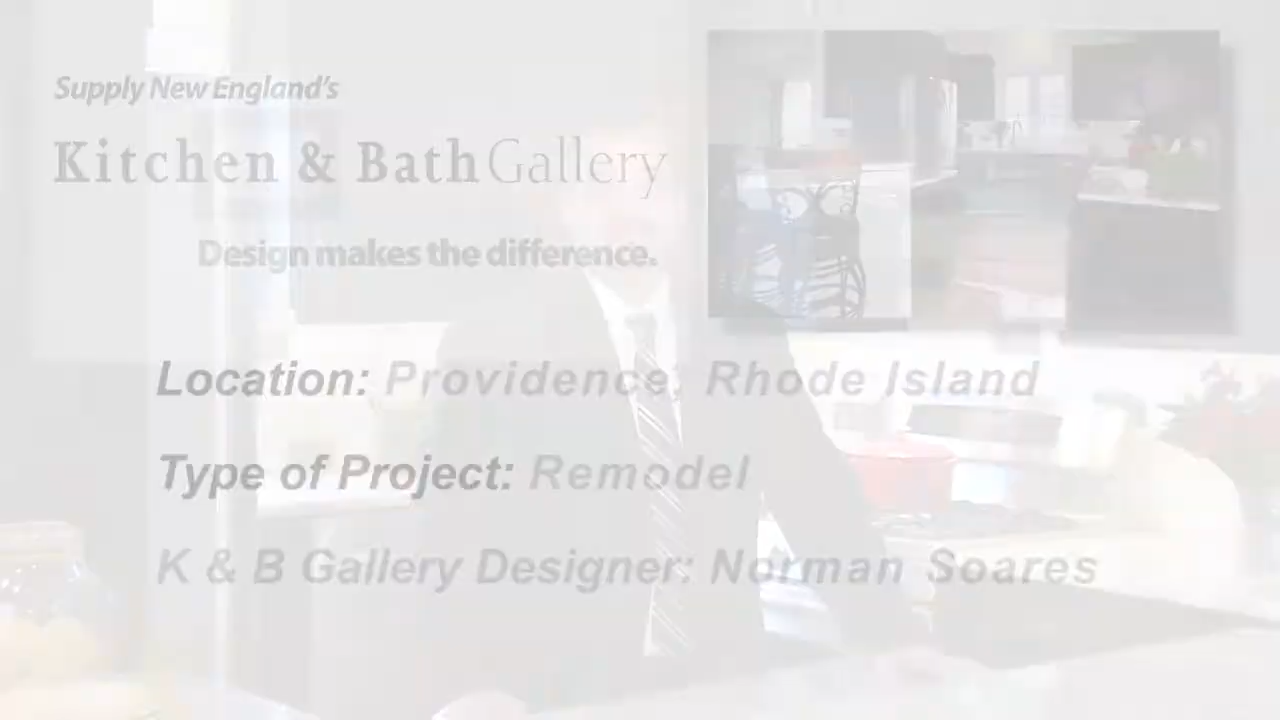 Supply New England's
Kitchen & Bath Gallery
Design makes the difference.
Location: Providence, Rhode Island
Type of Project: Remodel
K & B Gallery Designer: Norman Soares